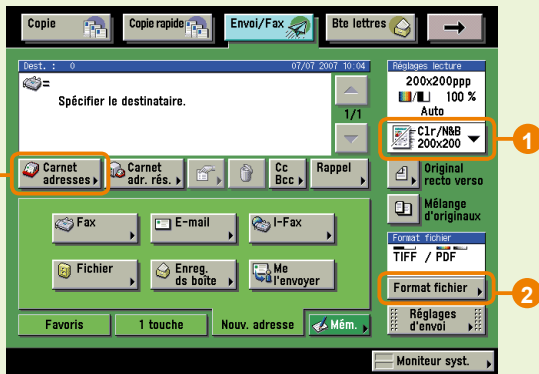 Copie
Copie rapide
Envoi/Fax
Bte lettres
Dest. : 0
07/07 2007 10:04
Réglages lecture
=
Spécifier le destinataire.
1/1
200x200ppp
100 %
Auto
Clr/N&B
200x200
1
Carnet
adresses
Carnet
adr. rés.
Cc
Bcc
Rappel
Original
recto verso
Mélange
d'originaux
Fax
E-mail
I-Fax
Fichier
Enreg.
ds boîte
Me
l'envoyer
Format fichier
TIFF / PDF
Format fichier
2
Favoris
1 touche
Nouv. adresse
Mém.
Réglages
d'envoi
Moniteur syst.